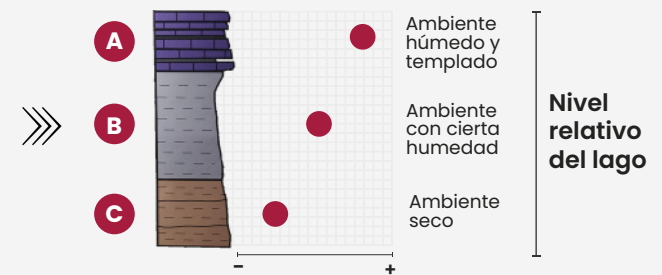 A
Ambiente
húmedo y
templado
B
Ambiente
con cierta
humedad
C
Ambiente
seco
Nivel
relativo
del lago
- +